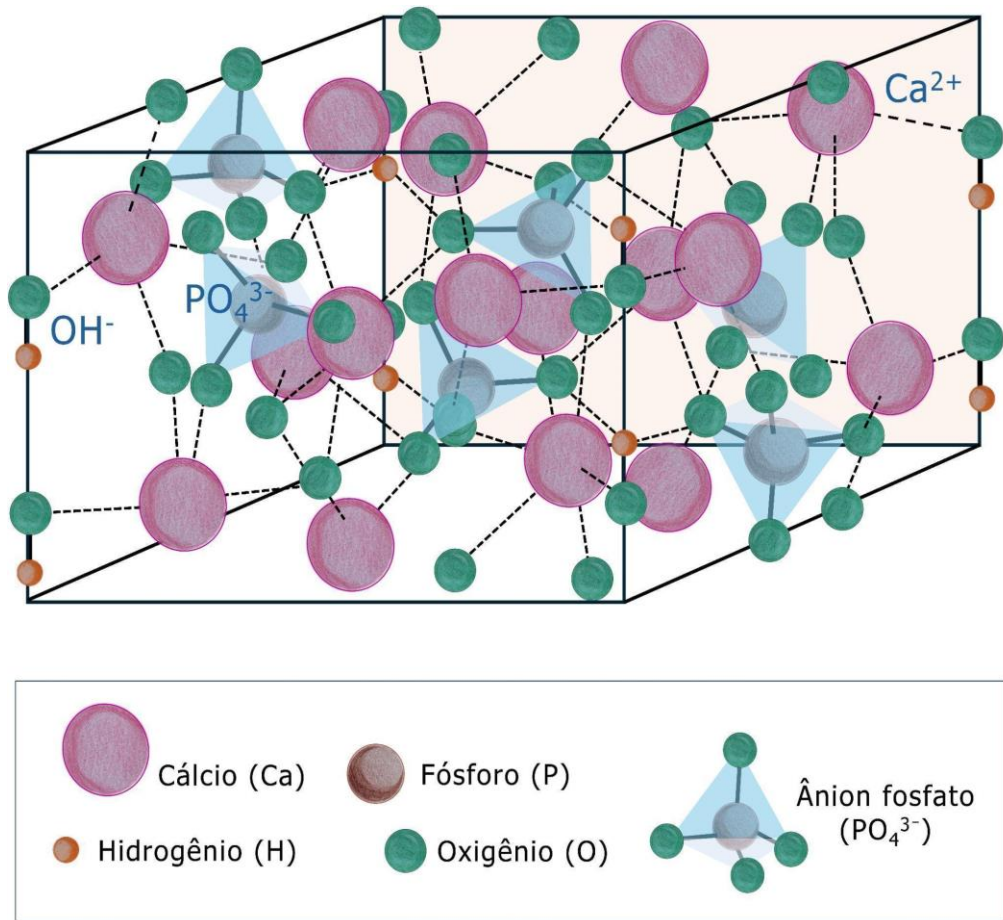 Ca²⁺
PO₄³⁻
OH⁻
Cálcio (Ca)
Fósforo (P)
Hidrogênio (H)
Oxigênio (O)
Ânion fosfato
(PO₄³⁻)